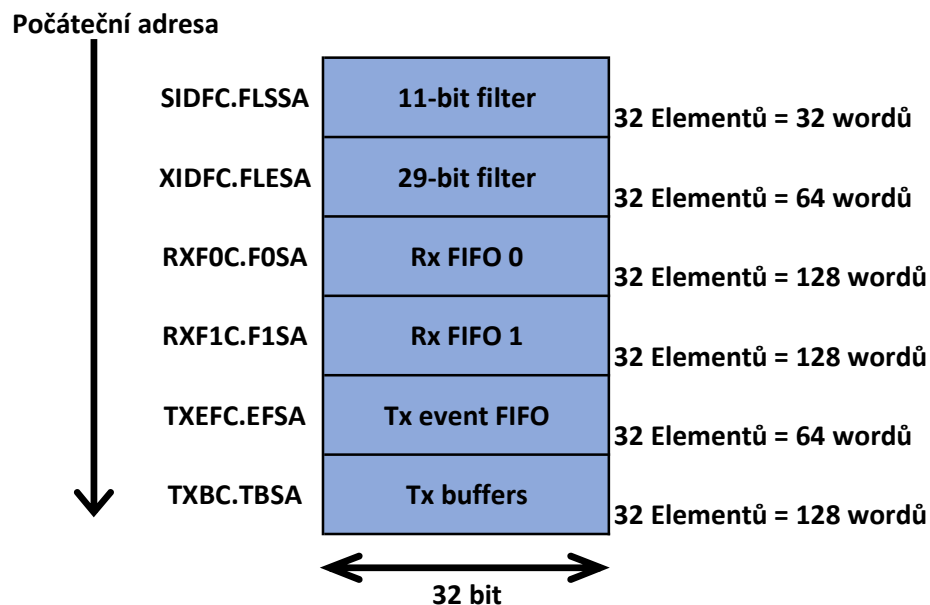 Počáteční adresa
SIDFC.FLSSA
11-bit filter
32 Elementů = 32 wordů
XIDFC.FLESA
29-bit filter
32 Elementů = 64 wordů
RXF0C.F0SA
Rx FIFO 0
32 Elementů = 128 wordů
RXF1C.F1SA
Rx FIFO 1
32 Elementů = 128 wordů
TXEFC.EFSA
Tx event FIFO
32 Elementů = 64 wordů
TXBC.TBSA
Tx buffers
32 Elementů = 128 wordů
32 bit